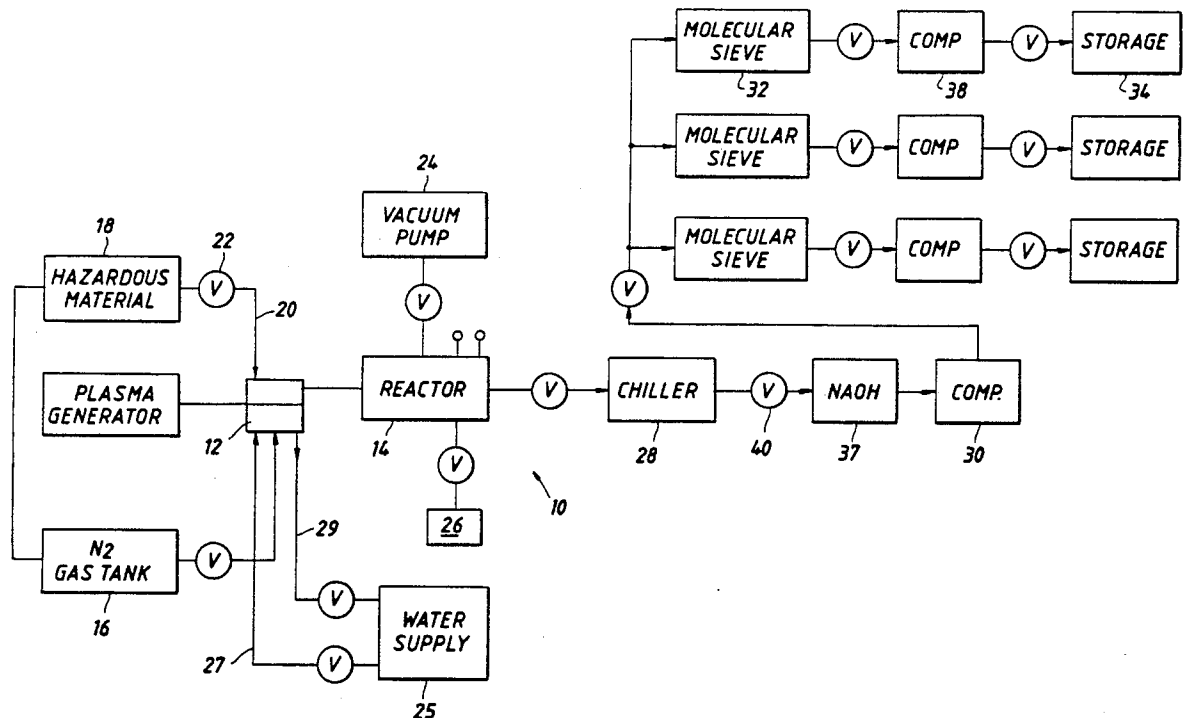 MOLECULAR
SIEVE
V
COMP
V
STORAGE
32
38
34
MOLECULAR
SIEVE
V
COMP
V
STORAGE
24
VACUUM
PUMP
MOLECULAR
SIEVE
V
COMP
V
STORAGE
18
22
HAZARDOUS
MATERIAL
V
20
V
V
PLASMA
GENERATOR
12
REACTOR
14
V
CHILLER
28
V
40
NAOH
37
COMP.
30
V
10
26
29
N2
GAS TANK
16
V
V
WATER
SUPPLY
27
V
25